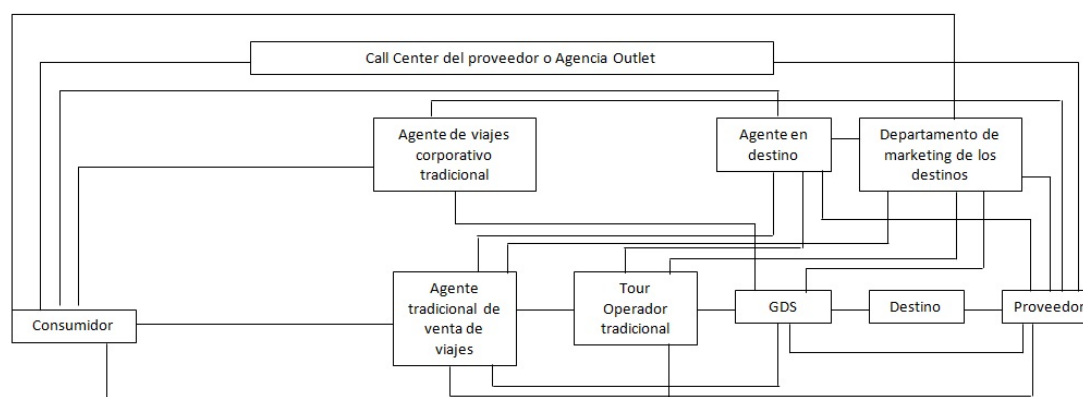 Call Center del proveedor o Agencia Outlet
Agente de viajes
corporativo
tradicional
Agente en
destino
Departamento de
marketing de los
destinos
Consumidor
Agente
tradicional de
venta de
viajes
Tour
Operador
tradicional
GDS
Destino
Proveedor